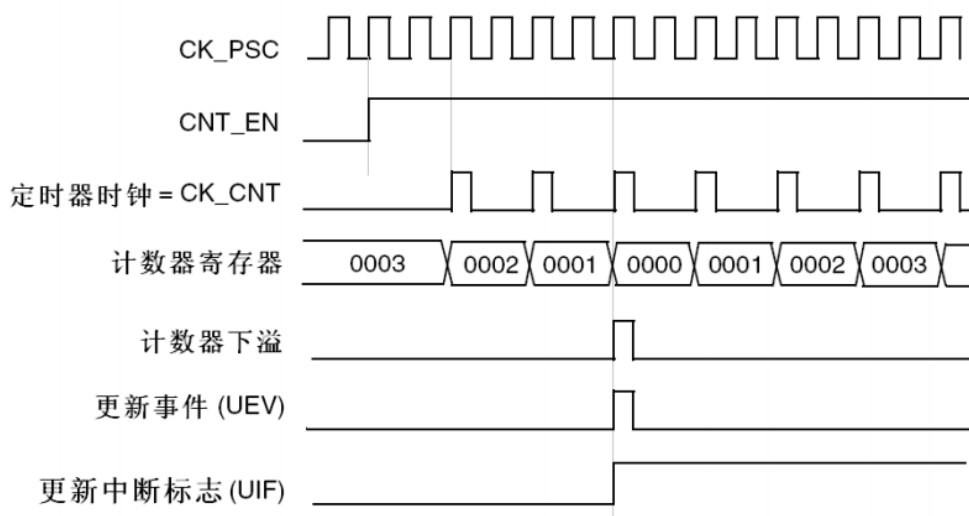 CK_PSC
CNT_EN
定时器时钟 = CK_CNT
计数器寄存器 0003 0002 0001 0000 0001 0002 0003
计数器下溢
更新事件 (UEV)
更新中断标志 (UIF)